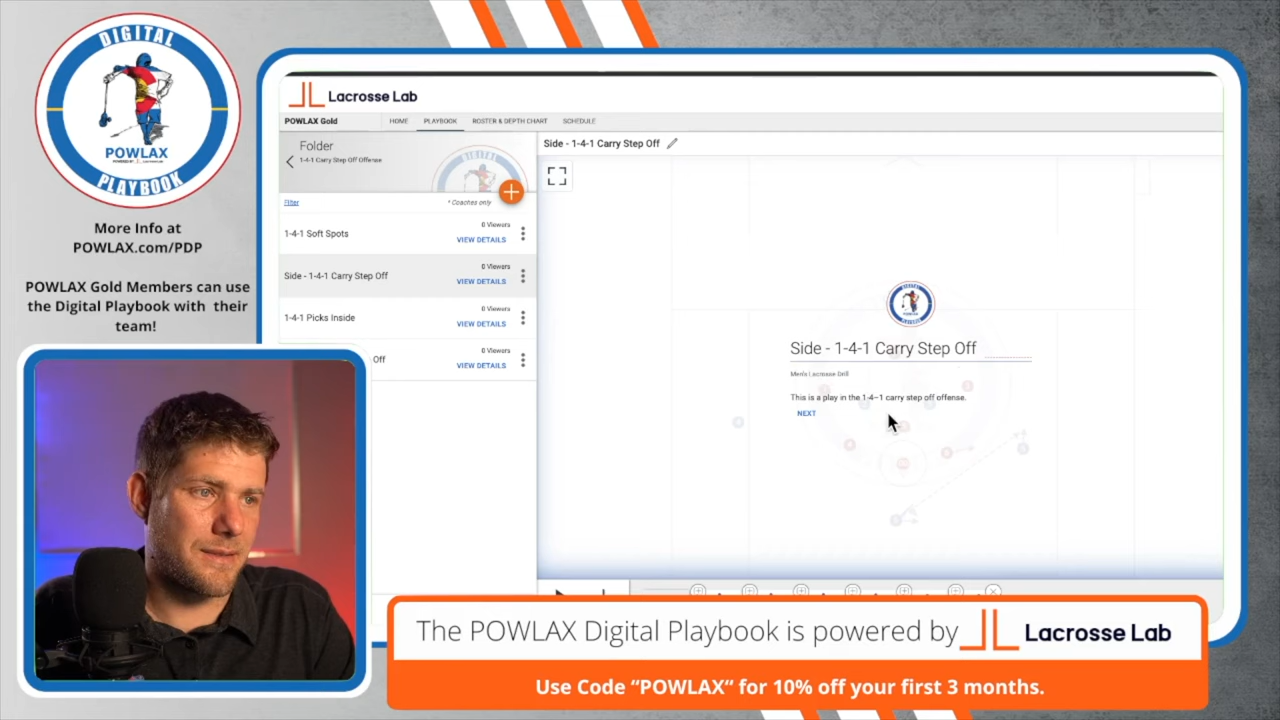 DIGITAL
POWLAX
PLAYBOOK
More Info at
POWLAX.com/PDP
POWLAX Gold Members can use
the Digital Playbook with their
team!
Lacrosse Lab
POWLAX Gold
HOME
PLAYBOOK
ROSTER & DEPTH CHART
SCHEDULE
Folder
1-4-1 Carry Step Off Offense
Filter
* Coaches only
1-4-1 Soft Spots
0 Viewers
VIEW DETAILS
Side - 1-4-1 Carry Step Off
0 Viewers
VIEW DETAILS
1-4-1 Picks Inside
0 Viewers
VIEW DETAILS
Off
0 Viewers
VIEW DETAILS
Side - 1-4-1 Carry Step Off
Side - 1-4-1 Carry Step Off
Men's Lacrosse Drill
This is a play in the 1-4-1 carry step off offense.
NEXT
The POWLAX Digital Playbook is powered by Lacrosse Lab
Use Code “POWLAX“ for 10% off your first 3 months.